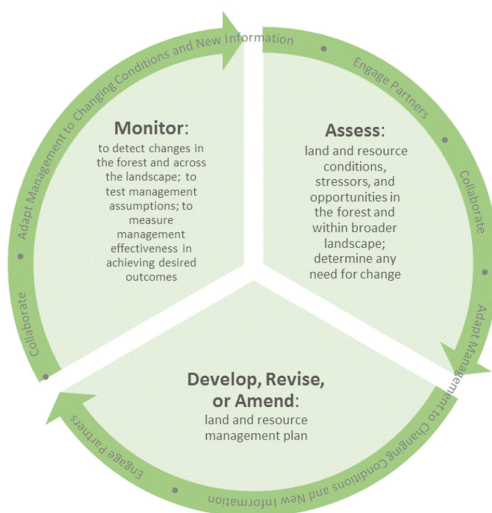 Monitor:
to detect changes in
the forest and across
the landscape; to
test management
assumptions; to
measure
management
effectiveness in
achieving desired
outcomes
Assess:
land and resource
conditions,
stressors, and
opportunities in
the forest and
within broader
landscape;
determine any
need for change
Develop, Revise,
or Amend:
land and resource
management plan
• Engage Partners • Collaborate • Adapt Management to Changing Conditions and New Information • Engage Partners • Collaborate • Adapt Management to Changing Conditions and New Information